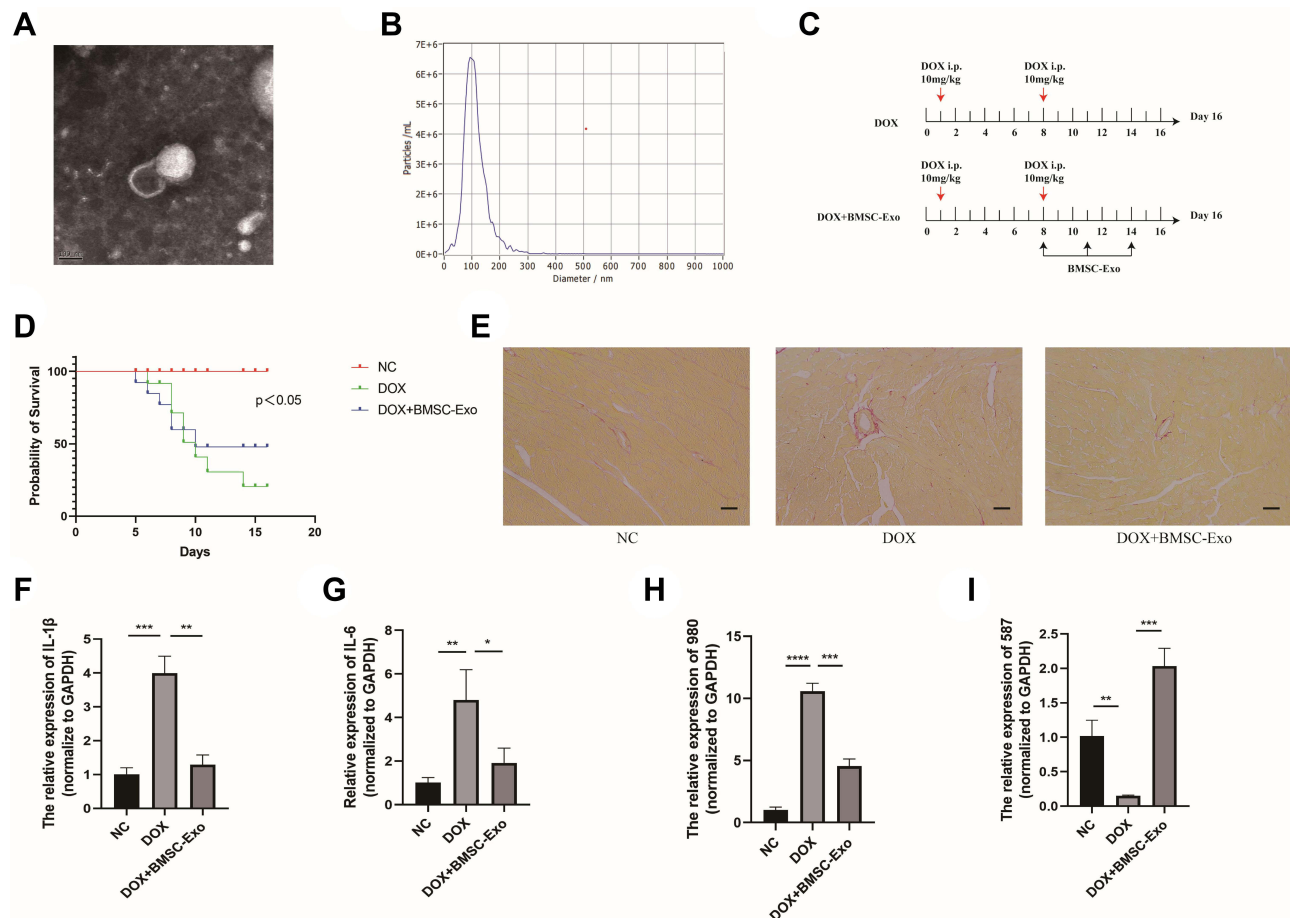 A
B
7E+6
6E+6
5E+6
4E+6
3E+6
2E+6
1E+6
0E+0
Particles /mL
0 100 200 300 400 500 600 700 800 900 1000
Diameter / nm
C
DOX i.p. DOX i.p.
10mg/kg 10mg/kg
DOX
0 2 4 6 8 10 12 14 16
Day 16
DOX i.p. DOX i.p.
10mg/kg 10mg/kg
DOX+BMSC-Exo
0 2 4 6 8 10 12 14 16
Day 16
BMSC-Exo
D
Probability of Survival
100
50
0
0 5 10 15 20
Days
p<0.05
NC
DOX
DOX+BMSC-Exo
E
NC
DOX
DOX+BMSC-Exo
F
The relative expression of IL-1β
(normalize to GAPDH)
5
4
3
2
1
0
*** **
NC
DOX
DOX+BMSC-Exo
G
Relative expression of IL-6
(normalized to GAPDH)
8
6
4
2
0
** *
NC
DOX
DOX+BMSC-Exo
H
The relative expression of 980
(normalized to GAPDH)
15
10
5
0
**** ***
NC
DOX
DOX+BMSC-Exo
I
The relative expression of 587
(normalized to GAPDH)
2.5
2.0
1.5
1.0
0.5
0.0
** ***
NC
DOX
DOX+BMSC-Exo